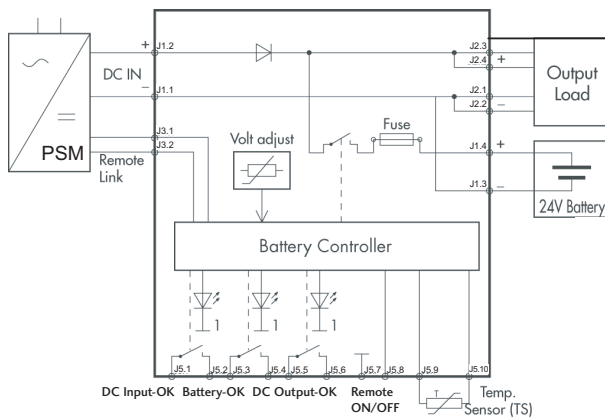 + J1.2
J2.3
J2.4 +
DC IN
Output
Load
− J1.1
J2.1
J2.2 −
PSM
J3.1
J3.2
Remote
Link
Volt adjust
Fuse
J1.4 +
J1.3 −
24V Battery
Battery Controller
1 1 1
J5.1 J5.2 J5.3 J5.4 J5.5 J5.6 J5.7 J5.8 J5.9 J5.10
DC Input-OK Battery-OK DC Output-OK Remote
ON/OFF
T
Temp.
Sensor (TS)